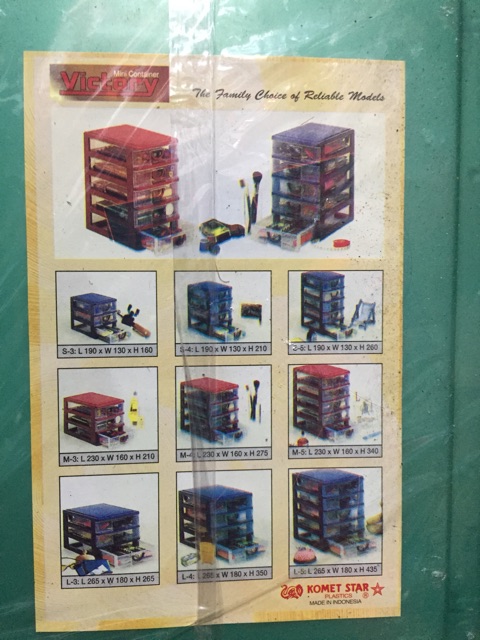 Mini Container
Victory
The Family Choice of Reliable Models
S-3: L 190 x W 130 x H 160
S-4: L 190 x W 130 x H 210
S-5: L 190 x W 130 x H 260
M-3: L 230 x W 160 x H 210
M-4: L 230 x W 160 x H 275
M-5: L 230 x W 160 x H 340
L-3: L 265 x W 180 x H 265
L-4: L 265 x W 180 x H 350
L-5: L 265 x W 180 x H 435
KOMET STAR ®
PLASTICS
MADE IN INDONESIA